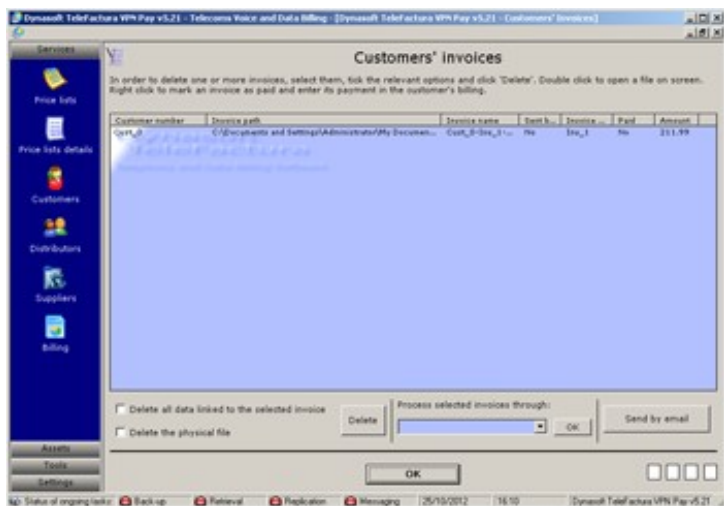 Dynasoft TeleFactura VPN Pay v5.21 - Telecoms Voice and Data Billing - [Dynasoft TeleFactura VPN Pay v5.21 - Customers' Invoices]
Services
Customers' invoices
In order to delete one or more invoices, select them, tick the relevant options and click 'Delete'. Double click to open a file on screen.
Right click to mark an invoice as paid and enter its payment in the customer's billing.
Price lists
Customer number Invoice path Invoice name Sent b... Invoice ... Paid Amount
Cust_0 C:\Documents and Settings\Administrator\My Documen... Cust_0-Inv_1-... No Inv_1 No 211.99
Price lists details
Customers
Distributors
Suppliers
Billing
Delete all data linked to the selected invoice
Delete the physical file
Delete
Process selected invoices through:
OK
Send by email
Assets
Tools
Settings
OK
Status of ongoing tasks: Back-up Retrieval Replication Messaging 25/10/2012 16:10 Dynasoft TeleFactura VPN Pay v5.21